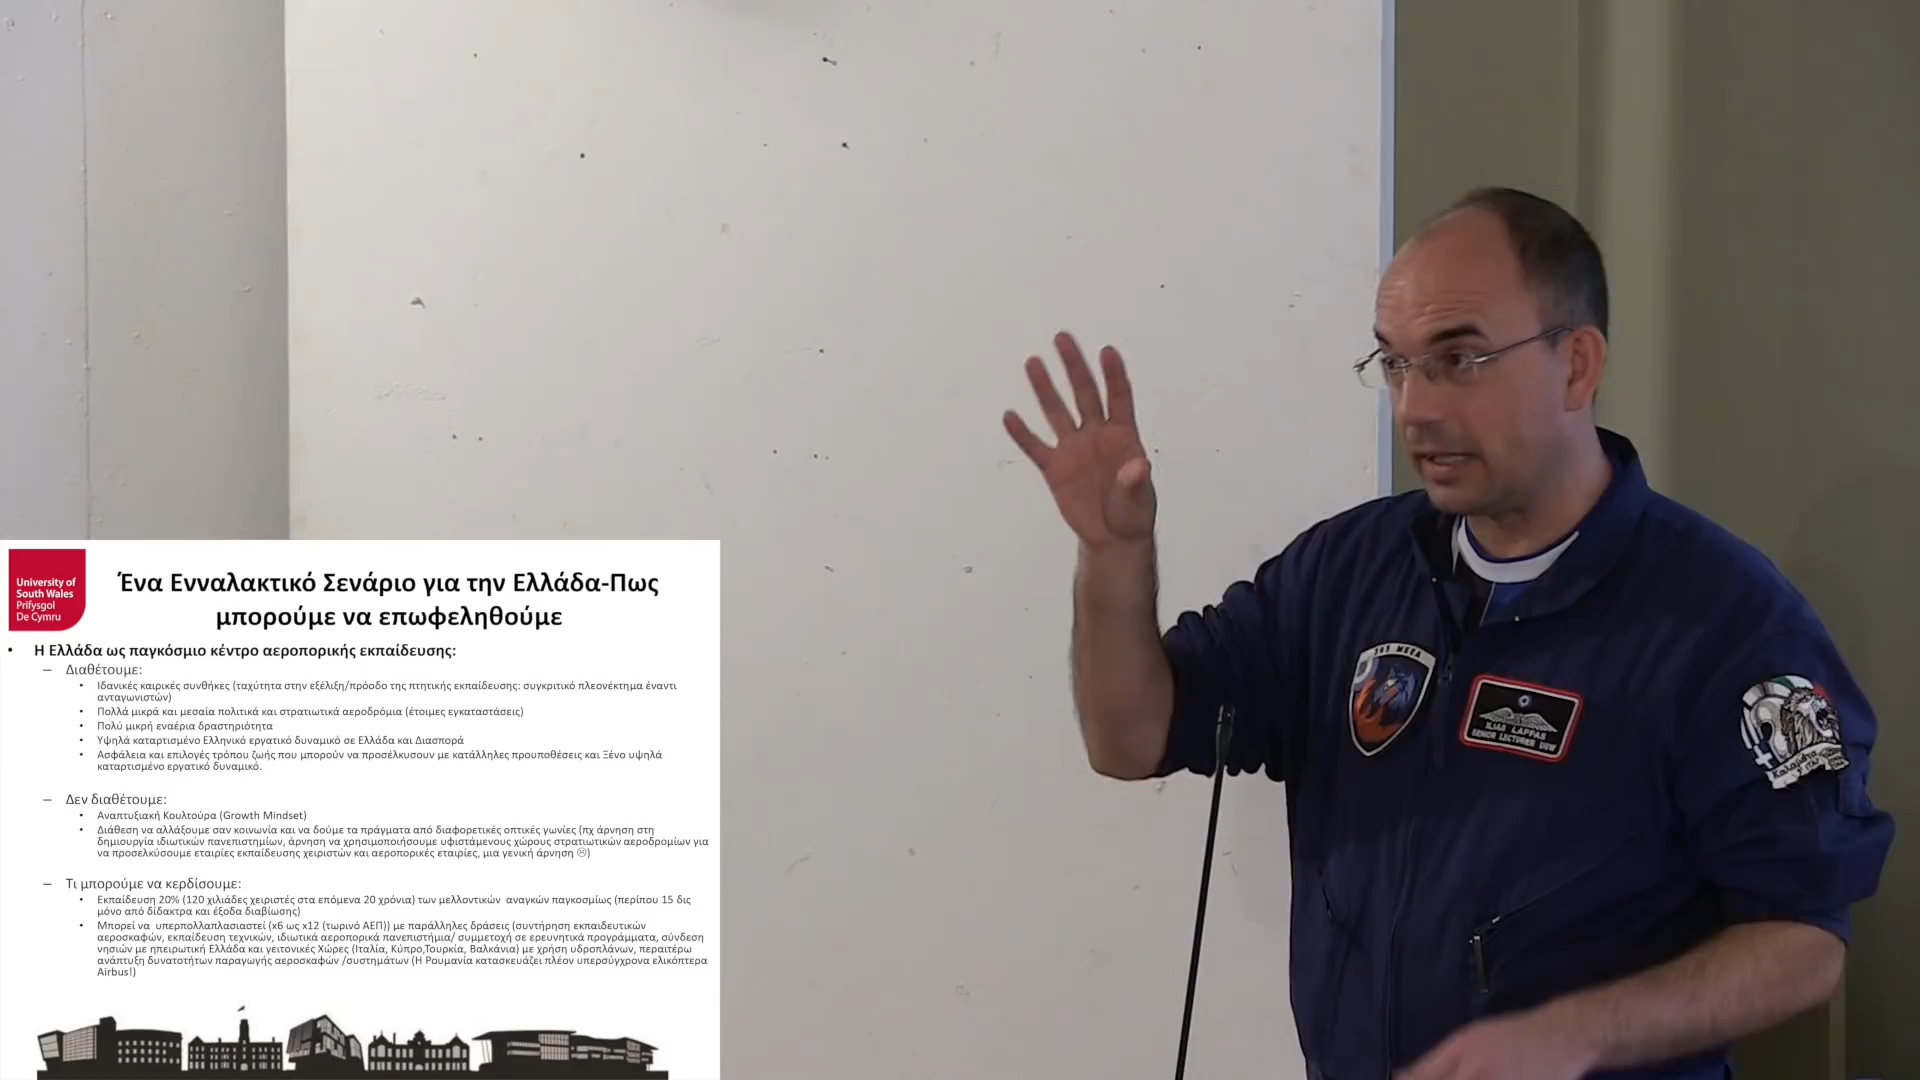 University of
South Wales
Prifysgol
De Cymru
Ένα Ενναλακτικό Σενάριο για την Ελλάδα-Πως
μπορούμε να επωφεληθούμε
• Η Ελλάδα ως παγκόσμιο κέντρο αεροπορικής εκπαίδευσης:
– Διαθέτουμε:
• Ιδανικές καιρικές συνθήκες (ταχύτητα στην εξέλιξη/πρόοδο της πτητικής εκπαίδευσης: συγκριτικό πλεονέκτημα έναντι
ανταγωνιστών)
• Πολλά μικρά και μεσαία πολιτικά και στρατιωτικά αεροδρόμια (έτοιμες εγκαταστάσεις)
• Πολύ μικρή εναέρια δραστηριότητα
• Υψηλά καταρτισμένο Ελληνικό εργατικό δυναμικό σε Ελλάδα και Διασπορά
• Ασφάλεια και επιλογές τρόπου ζωής που μπορούν να προσέλκυσουν με κατάλληλες προυποθέσεις και Ξένο υψηλά
καταρτισμένο εργατικό δυναμικό.
– Δεν διαθέτουμε:
• Αναπτυξιακή Κουλτούρα (Growth Mindset)
• Διάθεση να αλλάξουμε σαν κοινωνία και να δούμε τα πράγματα από διαφορετικές οπτικές γωνίες (πχ άρνηση στη
δημιουργία ιδιωτικών πανεπιστημίων, άρνηση να χρησιμοποιήσουμε υφιστάμενους χώρους στρατιωτικών αεροδρομίων για
να προσελκύσουμε εταιρίες εκπαίδευσης χειριστών και αεροπορικές εταιρίες, μια γενική άρνηση ☹)
– Τι μπορούμε να κερδίσουμε:
• Εκπαίδευση 20% (120 χιλιάδες χειριστές στα επόμενα 20 χρόνια) των μελλοντικών αναγκών παγκοσμίως (περίπου 15 δις
μόνο από δίδακτρα και έξοδα διαβίωσης)
• Μπορεί να υπερπολλαπλασιαστεί (x6 ως x12 (τωρινό ΑΕΠ)) με παράλληλες δράσεις (συντήρηση εκπαιδευτικών
αεροσκαφών, εκπαίδευση τεχνικών, ιδιωτικά αεροπορικά πανεπιστήμια/ συμμετοχή σε ερευνητικά προγράμματα, σύνδεση
νησιών με ηπειρωτική Ελλάδα και γειτονικές Χώρες (Ιταλία, Κύπρο,Τουρκία, Βαλκάνια) με χρήση υδροπλάνων, περαιτέρω
ανάπτυξη δυνατοτήτων παραγωγής αεροσκαφών /συστημάτων (Η Ρουμανία κατασκευάζει πλέον υπερσύγχρονα ελικόπτερα
Airbus!)
ILIAS LAPPAS
SENIOR LECTURER USW